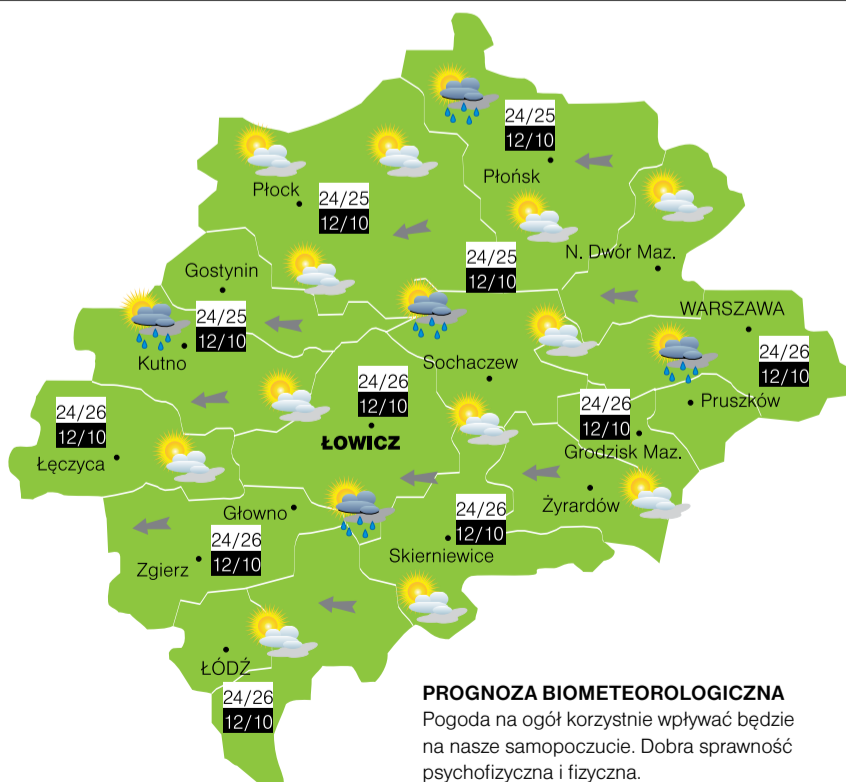 24/25
12/10
Płońsk
Płock
24/25
12/10
24/25
12/10
N. Dwór Maz.
Gostynin
24/25
12/10
Kutno
WARSZAWA
24/26
12/10
Sochaczew
24/26
12/10
ŁOWICZ
Pruszków
24/26
12/10
Grodzisk Maz.
24/26
12/10
Łęczyca
Żyrardów
Głowno
24/26
12/10
Skierniewice
24/26
12/10
Zgierz
ŁÓDŹ
24/26
12/10
PROGNOZA BIOMETEOROLOGICZNA
Pogoda na ogół korzystnie wpływać będzie
na nasze samopoczucie. Dobra sprawność
psychofizyczna i fizyczna.